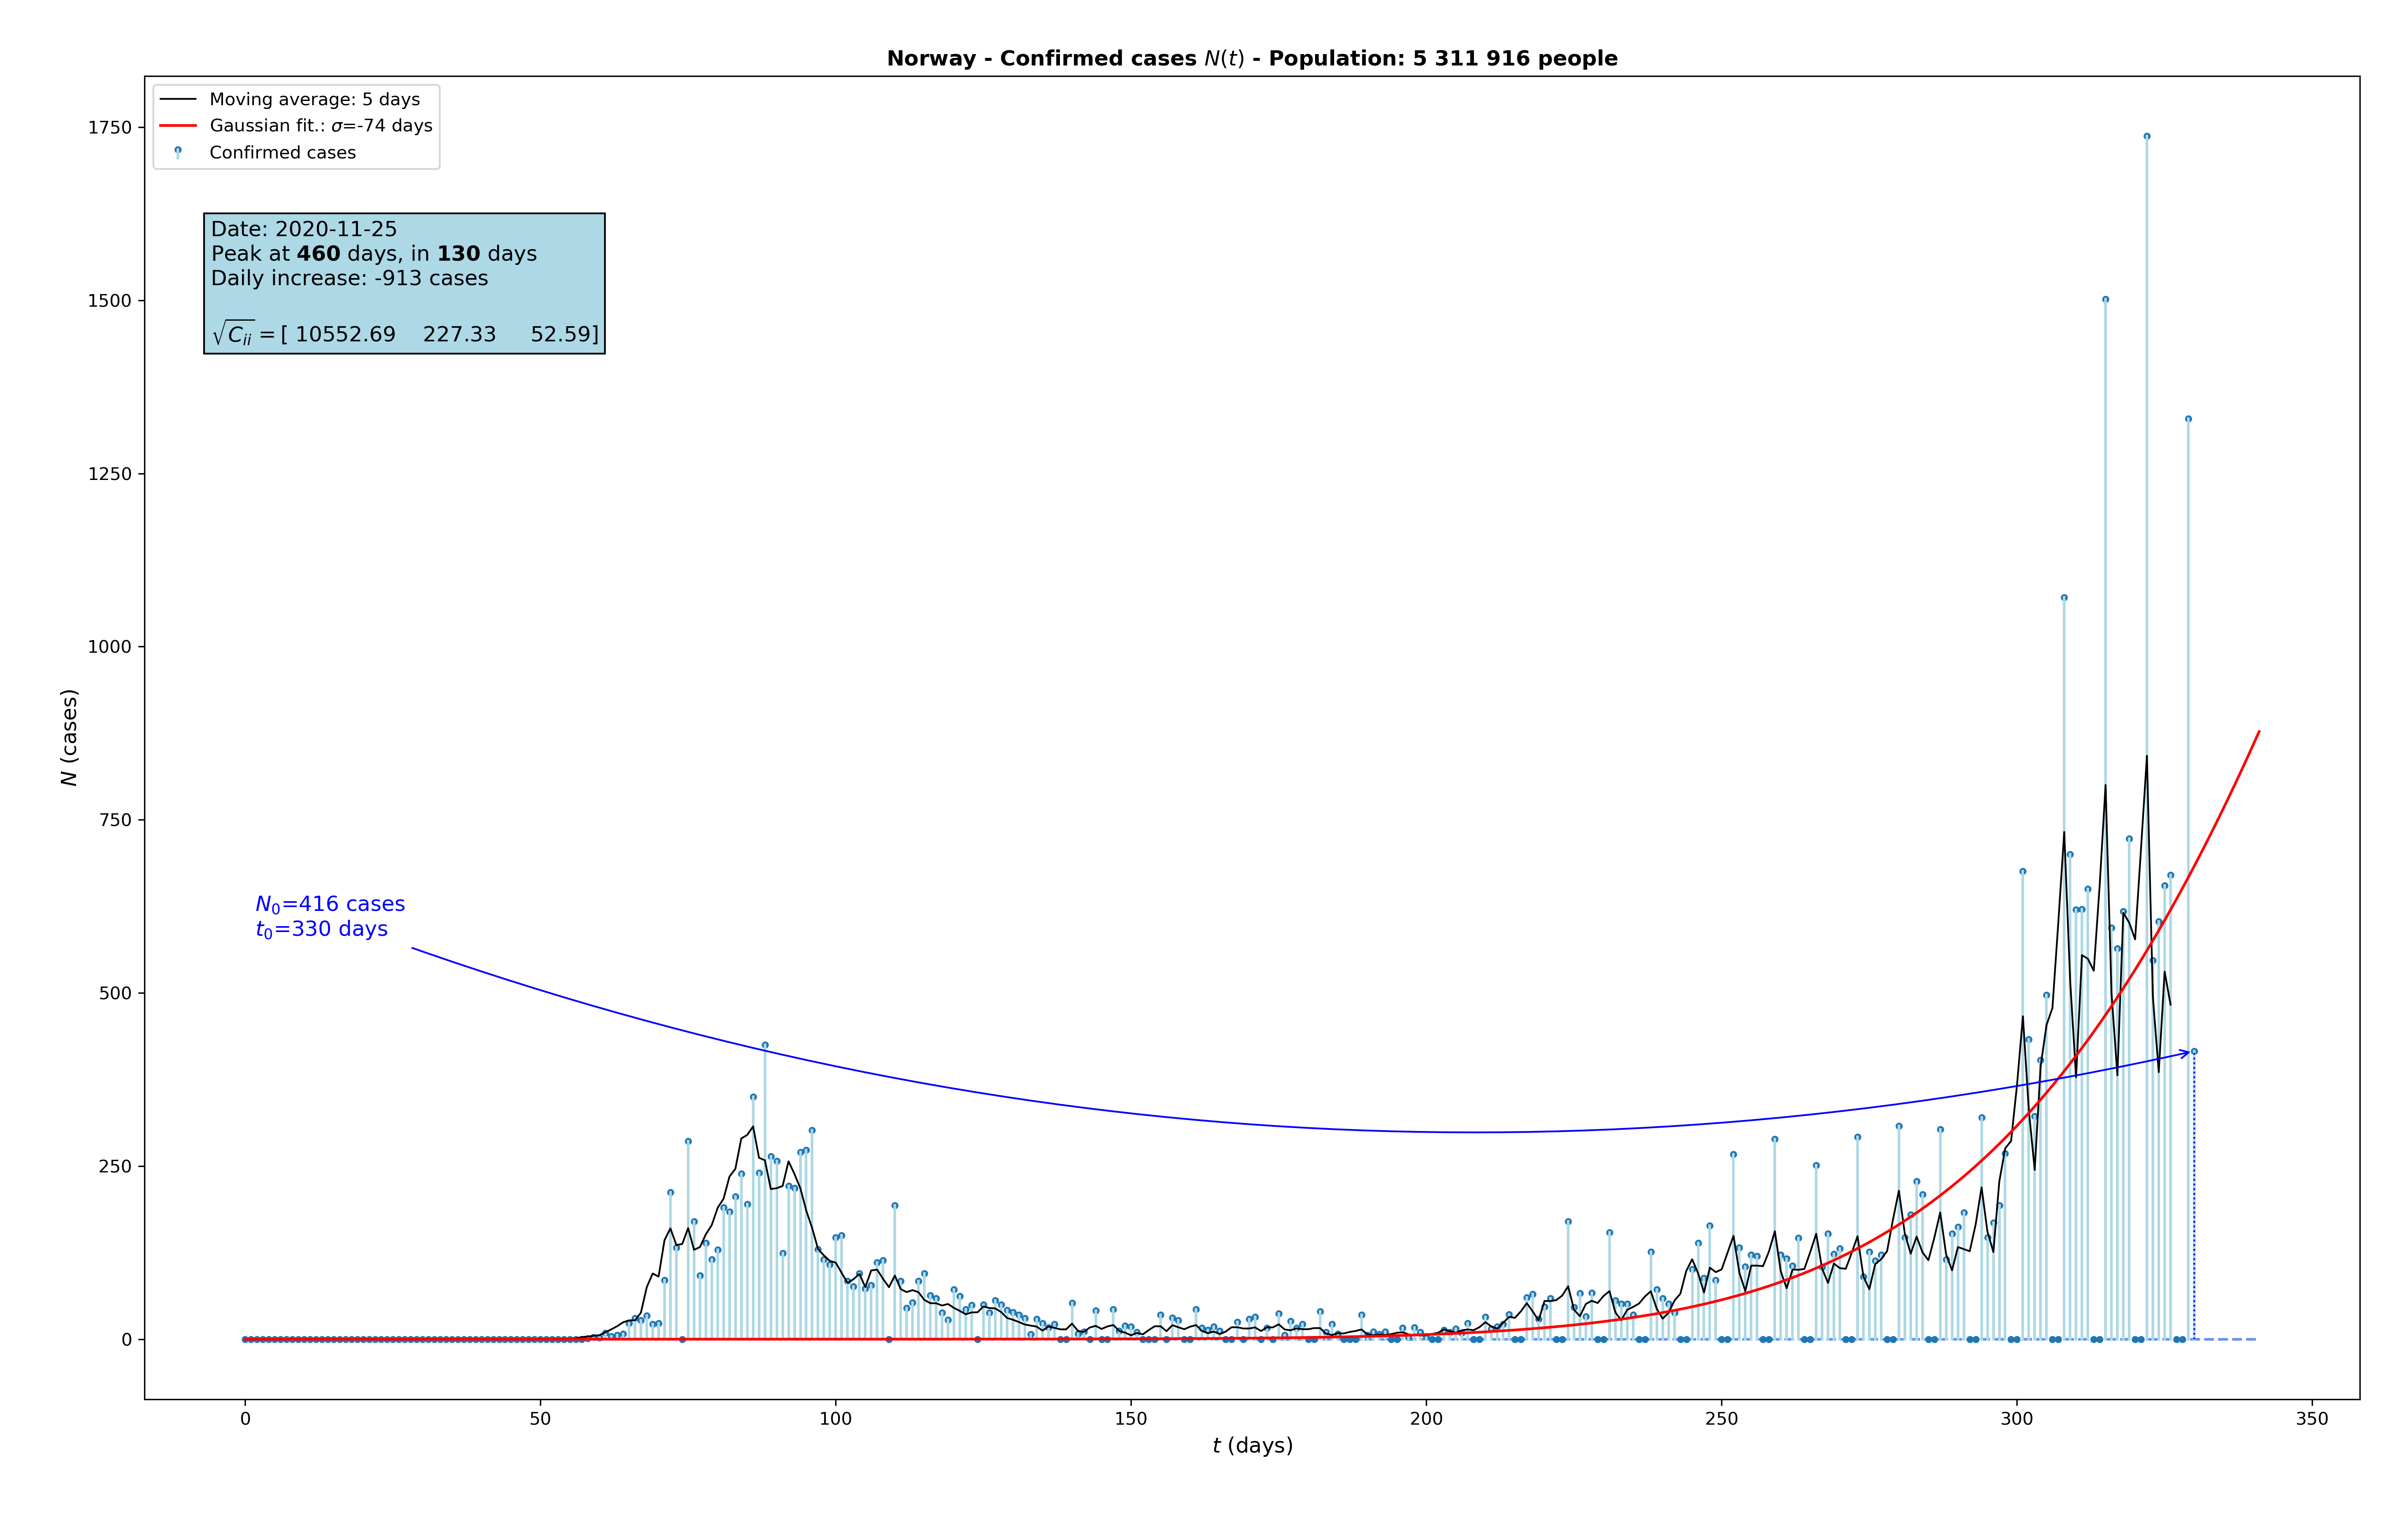 Norway - Confirmed cases N(t) - Population: 5 311 916 people
Moving average: 5 days
Gaussian fit.: σ=-74 days
Confirmed cases
Date: 2020-11-25
Peak at 460 days, in 130 days
Daily increase: -913 cases
√Cii = [ 10552.69 227.33 52.59]
N0=416 cases
t0=330 days
N (cases)
1750
1500
1250
1000
750
500
250
0
0 50 100 150 200 250 300 350
t (days)